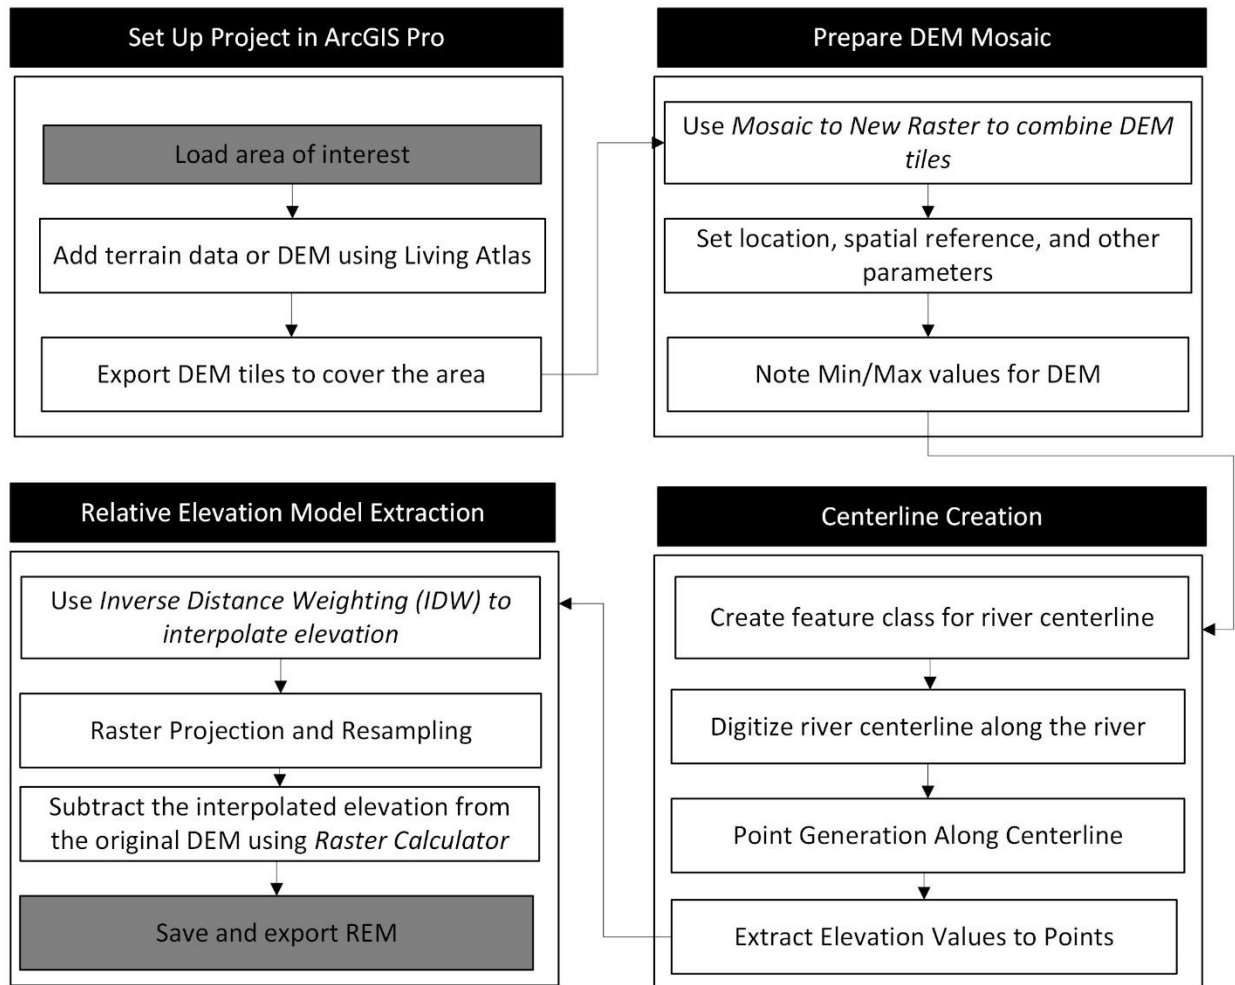 Set Up Project in ArcGIS Pro
Load area of interest
Add terrain data or DEM using Living Atlas
Export DEM tiles to cover the area
Prepare DEM Mosaic
Use Mosaic to New Raster to combine DEM
tiles
Set location, spatial reference, and other
parameters
Note Min/Max values for DEM
Centerline Creation
Create feature class for river centerline
Digitize river centerline along the river
Point Generation Along Centerline
Extract Elevation Values to Points
Relative Elevation Model Extraction
Use Inverse Distance Weighting (IDW) to
interpolate elevation
Raster Projection and Resampling
Subtract the interpolated elevation from
the original DEM using Raster Calculator
Save and export REM